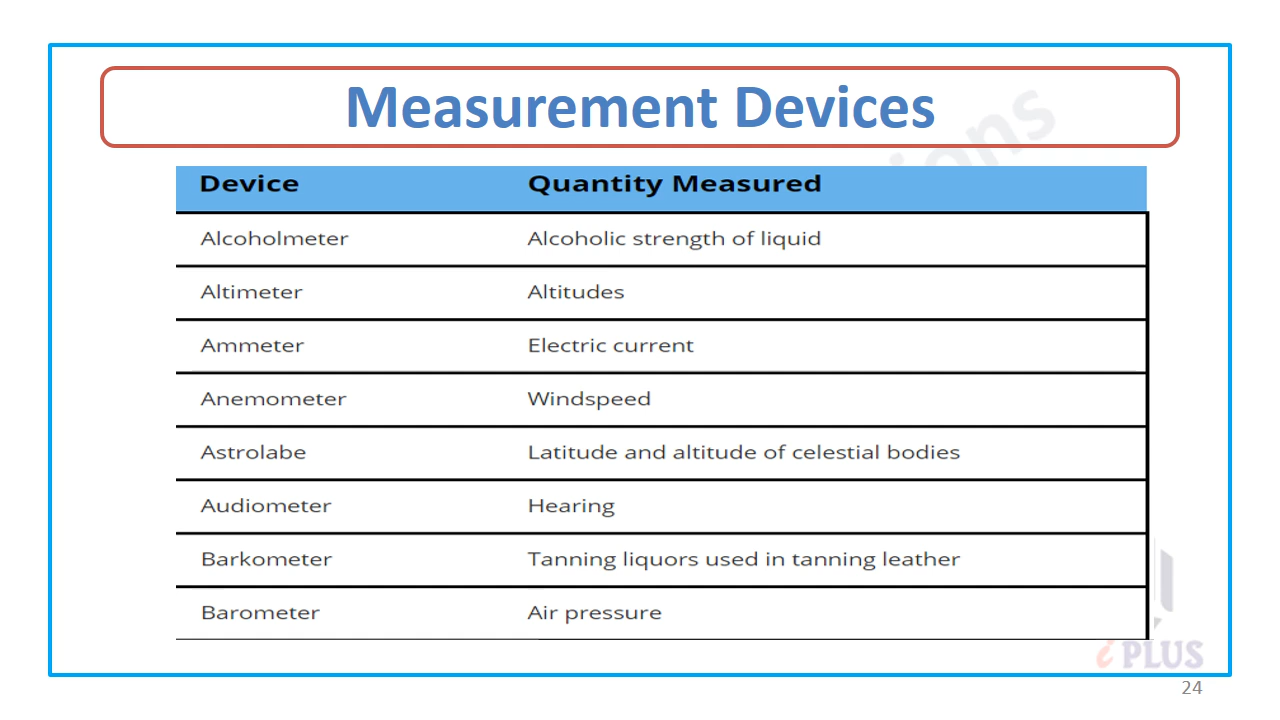 Measurement Devices
Device Quantity Measured
Alcoholmeter Alcoholic strength of liquid
Altimeter Altitudes
Ammeter Electric current
Anemometer Windspeed
Astrolabe Latitude and altitude of celestial bodies
Audiometer Hearing
Barkometer Tanning liquors used in tanning leather
Barometer Air pressure
i PLUS
24